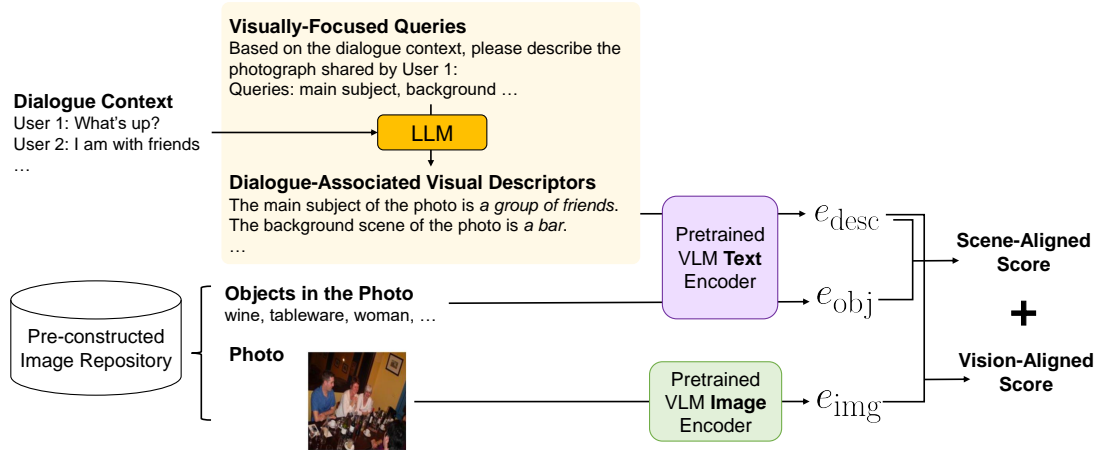 Visually-Focused Queries
Based on the dialogue context, please describe the
photograph shared by User 1:
Queries: main subject, background …
Dialogue Context
User 1: What's up?
User 2: I am with friends
…
LLM
Dialogue-Associated Visual Descriptors
The main subject of the photo is a group of friends.
The background scene of the photo is a bar.
…
Pretrained
VLM Text
Encoder
e_desc
Scene-Aligned
Score
Pre-constructed
Image Repository
Objects in the Photo
wine, tableware, woman, …
e_obj
+
Photo
Pretrained
VLM Image
Encoder
e_img
Vision-Aligned
Score